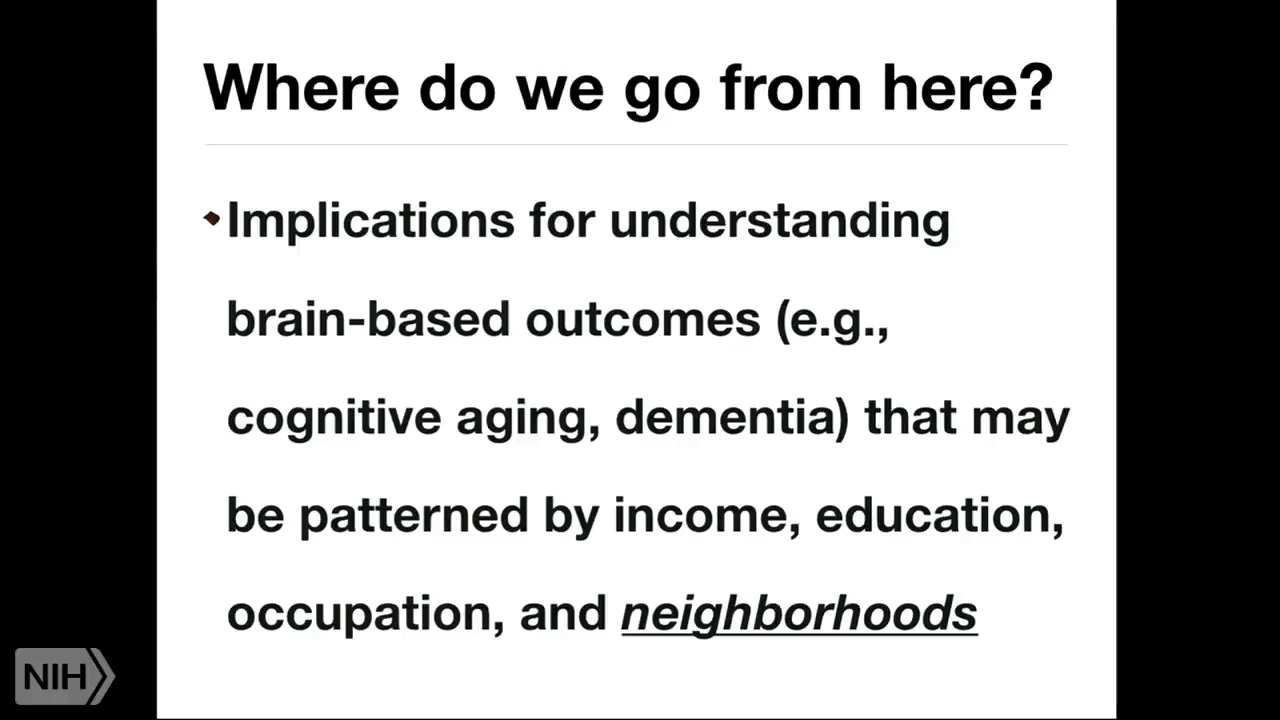 Where do we go from here?
Implications for understanding
brain-based outcomes (e.g.,
cognitive aging, dementia) that may
be patterned by income, education,
occupation, and neighborhoods
NIH